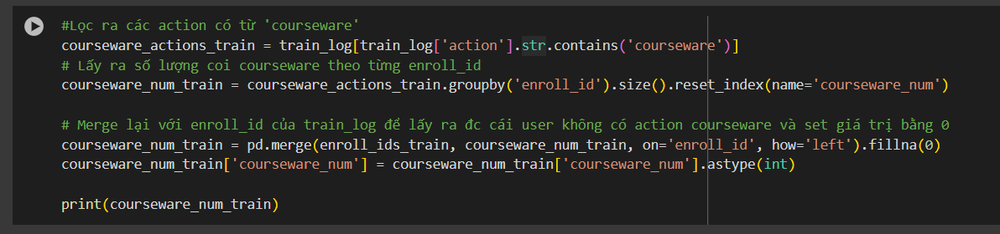 #Lọc ra các action có từ 'courseware'
courseware_actions_train = train_log[train_log['action'].str.contains('courseware')]
# Lấy ra số lượng coi courseware theo từng enroll_id
courseware_num_train = courseware_actions_train.groupby('enroll_id').size().reset_index(name='courseware_num')
# Merge lại với enroll_id của train_log để lấy ra đc cái user không có action courseware và set giá trị bằng 0
courseware_num_train = pd.merge(enroll_ids_train, courseware_num_train, on='enroll_id', how='left').fillna(0)
courseware_num_train['courseware_num'] = courseware_num_train['courseware_num'].astype(int)
print(courseware_num_train)